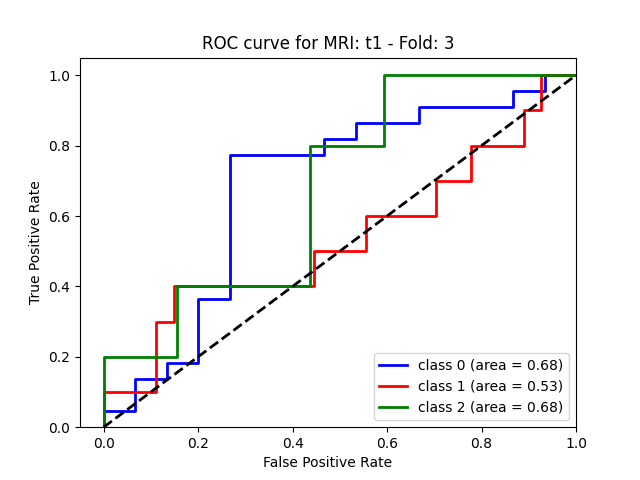 ROC curve for MRI: t1 - Fold: 3
1.0
0.8
0.6
0.4
0.2
0.0
True Positive Rate
class 0 (area = 0.68)
class 1 (area = 0.53)
class 2 (area = 0.68)
0.0 0.2 0.4 0.6 0.8 1.0
False Positive Rate